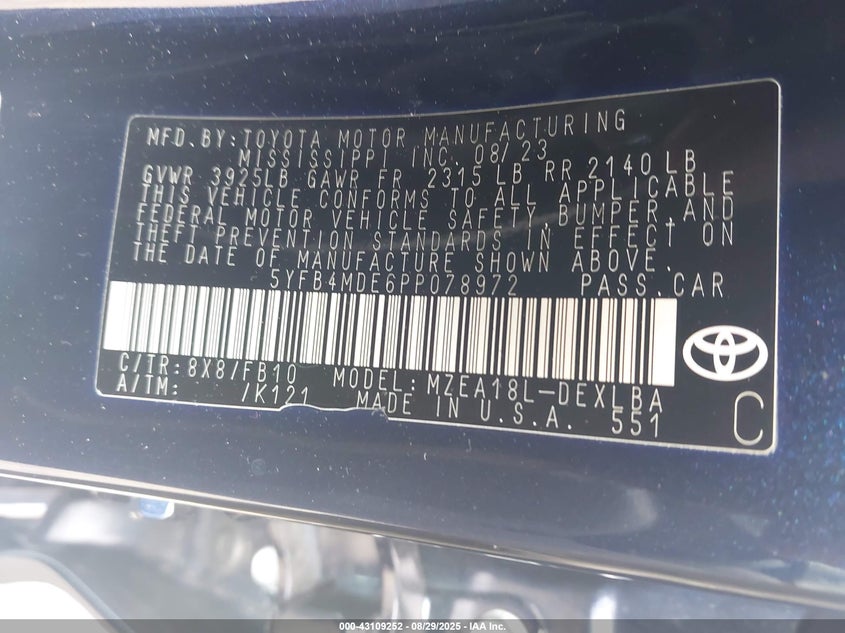 MFD.BY:TOYOTA MOTOR MANUFACTURING
MISSISSIPPI INC. 08/23
GVWR 3925LB GAWR FR 2315 LB RR 2140 LB
THIS VEHICLE CONFORMS TO ALL APPLICABLE
FEDERAL MOTOR VEHICLE SAFETY,BUMPER,AND
THEFT PREVENTION STANDARDS IN EFFECT ON
THE DATE OF MANUFACTURE SHOWN ABOVE.
5YFB4MDE6PP078972 PASS.CAR
C/TR:8X8/FB10 MODEL:MZEA18L-DEXLBA
A/TM: /K121 MADE IN U.S.A. 551
C
000-43109252 - 08/29/2025 - IAA Inc.